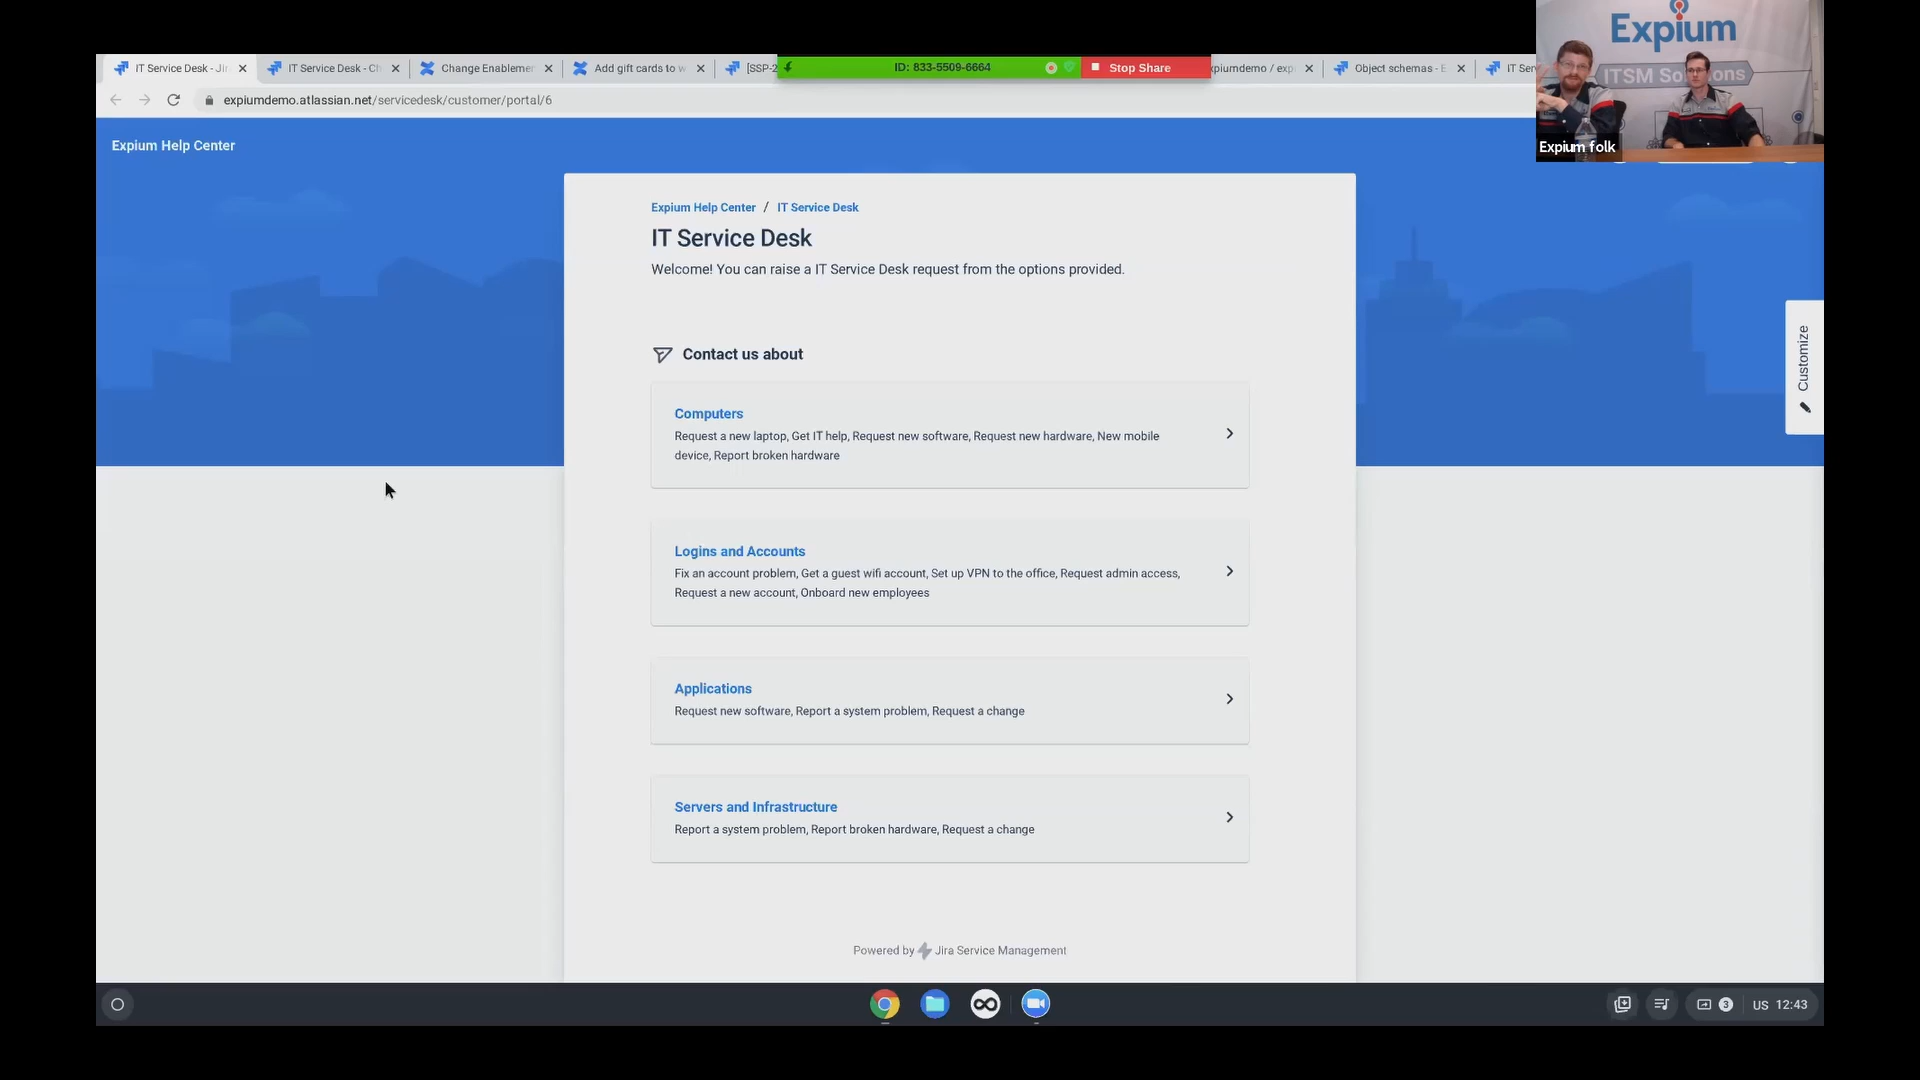 IT Service Desk - Jir
IT Service Desk - Ch
Change Enablemen
Add gift cards to w
[SSP-2
ID: 833-5509-6664
Stop Share
Object schemas - E
IT Serv
expiumdemo.atlassian.net/servicedesk/customer/portal/6
Expium
ITSM Solutions
Expium folk
Expium Help Center
Expium Help Center / IT Service Desk
IT Service Desk
Welcome! You can raise a IT Service Desk request from the options provided.
Customize
Contact us about
Computers
Request a new laptop, Get IT help, Request new software, Request new hardware, New mobile
device, Report broken hardware
Logins and Accounts
Fix an account problem, Get a guest wifi account, Set up VPN to the office, Request admin access,
Request a new account, Onboard new employees
Applications
Request new software, Report a system problem, Request a change
Servers and Infrastructure
Report a system problem, Report broken hardware, Request a change
Powered by Jira Service Management
3
US 12:43